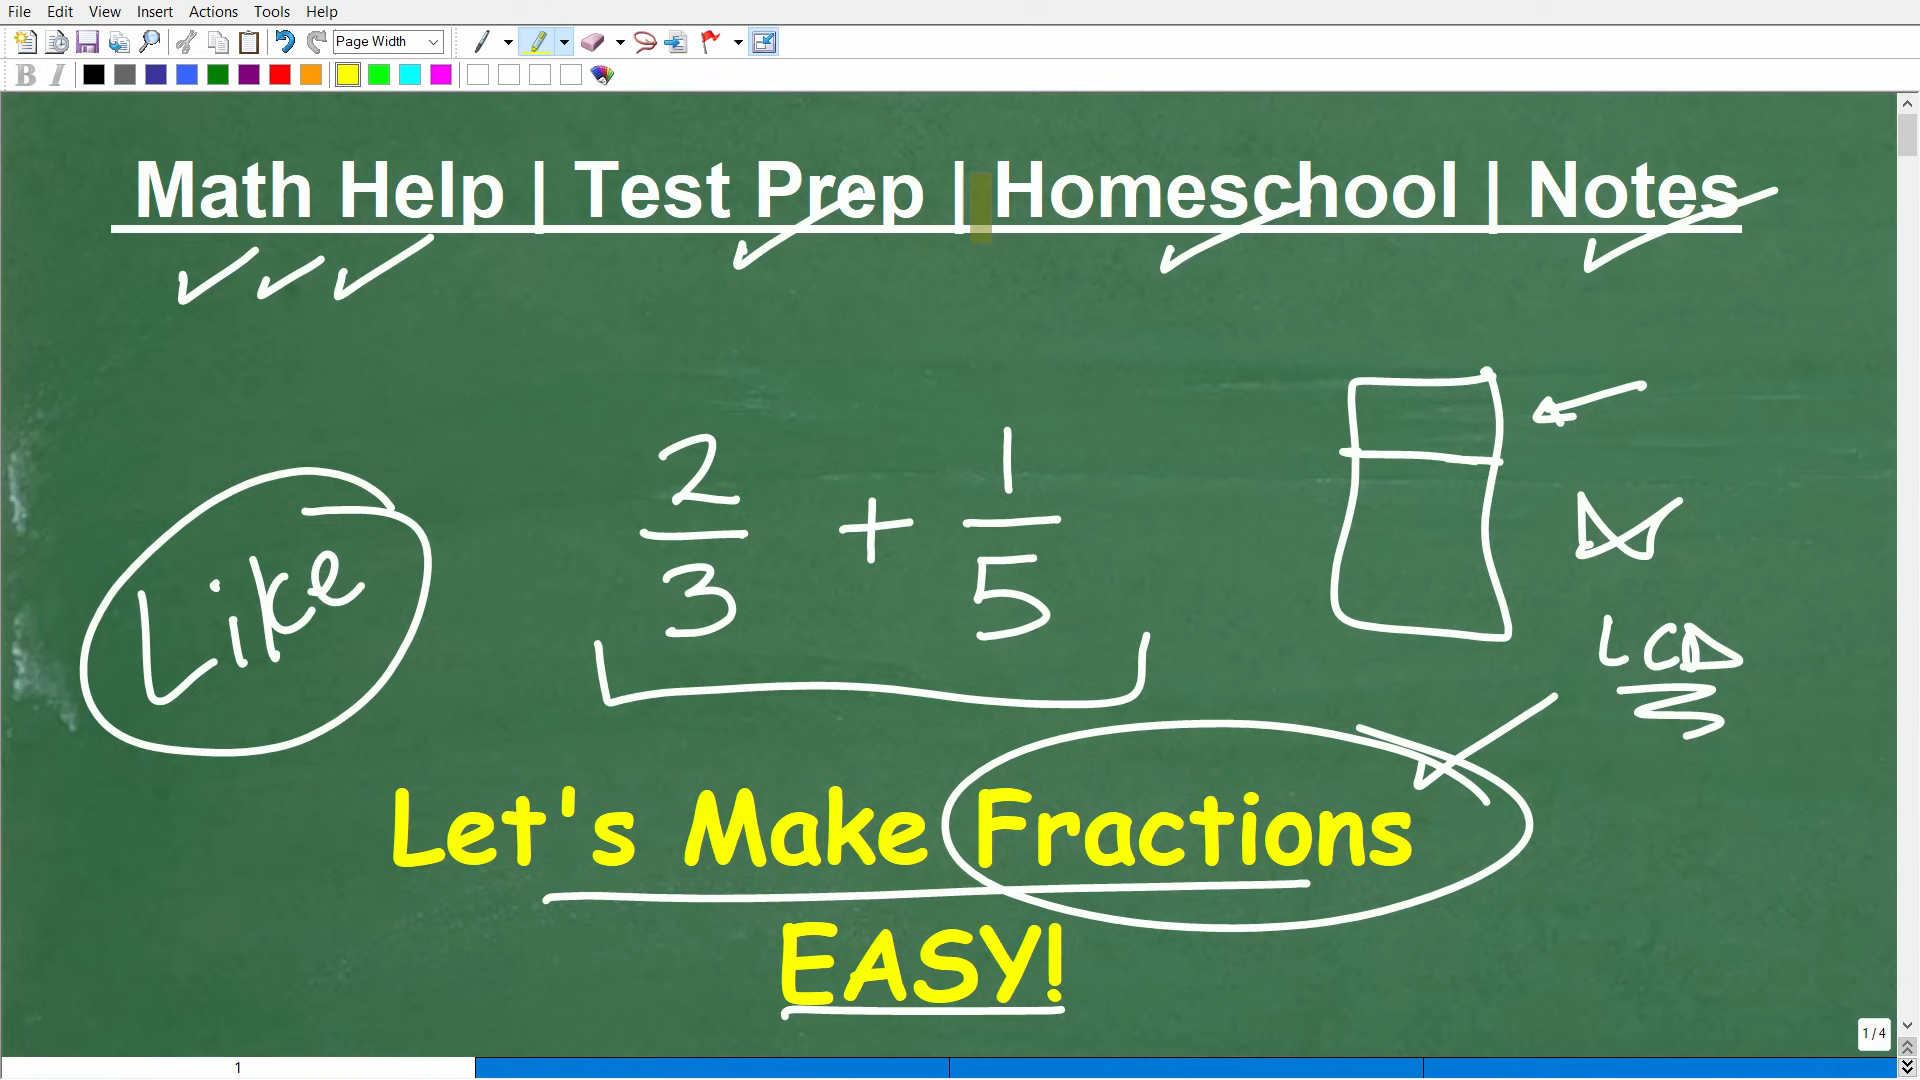 File Edit View Insert Actions Tools Help
Page Width
B I
Math Help | Test Prep | Homeschool | Notes
Like
2/3 + 1/5
LCD
Let's Make Fractions
EASY!
1 / 4
1